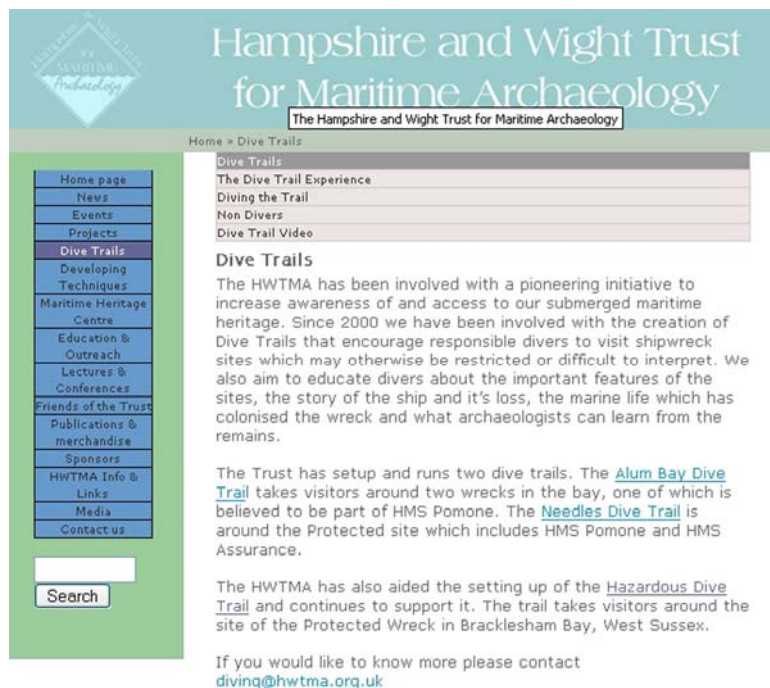 HAMPSHIRE & WIGHT TRUST
for
MARITIME
Archaeology
Hampshire and Wight Trust
for Maritime Archaeology
The Hampshire and Wight Trust for Maritime Archaeology
Home » Dive Trails
Home page
News
Events
Projects
Dive Trails
Developing
Techniques
Maritime Heritage
Centre
Education &
Outreach
Lectures &
Conferences
Friends of the Trust
Publications &
merchandise
Sponsors
HWTMA Info &
Links
Media
Contact us
Search
Dive Trails
The Dive Trail Experience
Diving the Trail
Non Divers
Dive Trail Video
Dive Trails
The HWTMA has been involved with a pioneering initiative to
increase awareness of and access to our submerged maritime
heritage. Since 2000 we have been involved with the creation of
Dive Trails that encourage responsible divers to visit shipwreck
sites which may otherwise be restricted or difficult to interpret. We
also aim to educate divers about the important features of the
sites, the story of the ship and it's loss, the marine life which has
colonised the wreck and what archaeologists can learn from the
remains.
The Trust has setup and runs two dive trails. The Alum Bay Dive
Trail takes visitors around two wrecks in the bay, one of which is
believed to be part of HMS Pomone. The Needles Dive Trail is
around the Protected site which includes HMS Pomone and HMS
Assurance.
The HWTMA has also aided the setting up of the Hazardous Dive
Trail and continues to support it. The trail takes visitors around the
site of the Protected Wreck in Bracklesham Bay, West Sussex.
If you would like to know more please contact
diving@hwtma.org.uk